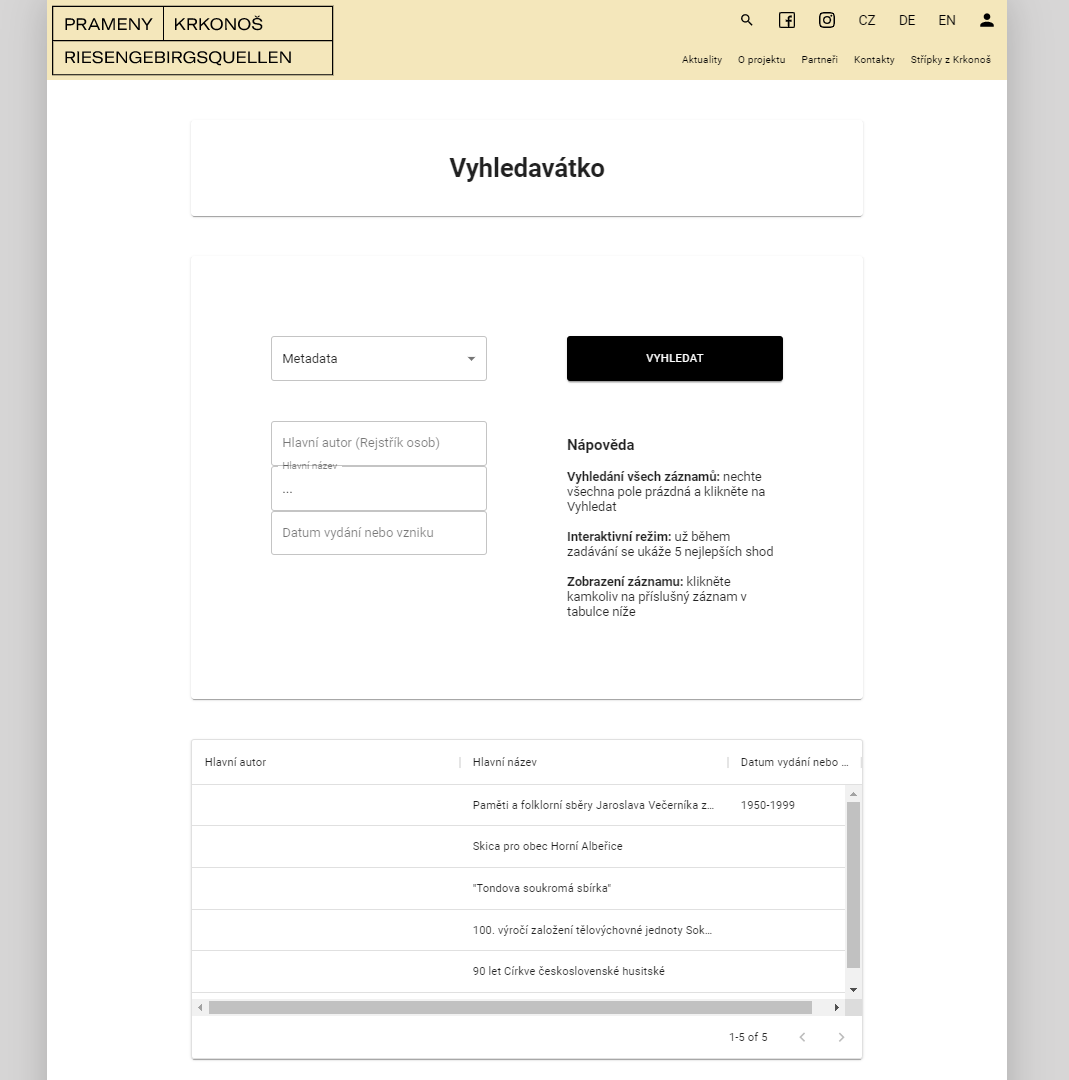 PRAMENY KRKONOŠ
RIESENGEBIRGSQUELLEN
CZ DE EN
Aktuality O projektu Partneři Kontakty Střípky z Krkonoš
Vyhledavátko
Metadata
VYHLEDAT
Hlavní autor (Rejstřík osob)
Hlavní název
...
Datum vydání nebo vzniku
Nápověda
Vyhledání všech záznamů: nechte
všechna pole prázdná a klikněte na
Vyhledat
Interaktivní režim: už během
zadávání se ukáže 5 nejlepších shod
Zobrazení záznamu: klikněte
kamkoliv na příslušný záznam v
tabulce níže
Hlavní autor Hlavní název Datum vydání nebo ...
Paměti a folklorní sběry Jaroslava Večerníka z... 1950-1999
Skica pro obec Horní Albeřice
"Tondova soukromá sbírka"
100. výročí založení tělovýchovné jednoty Sok...
90 let Církve československé husitské
1-5 of 5